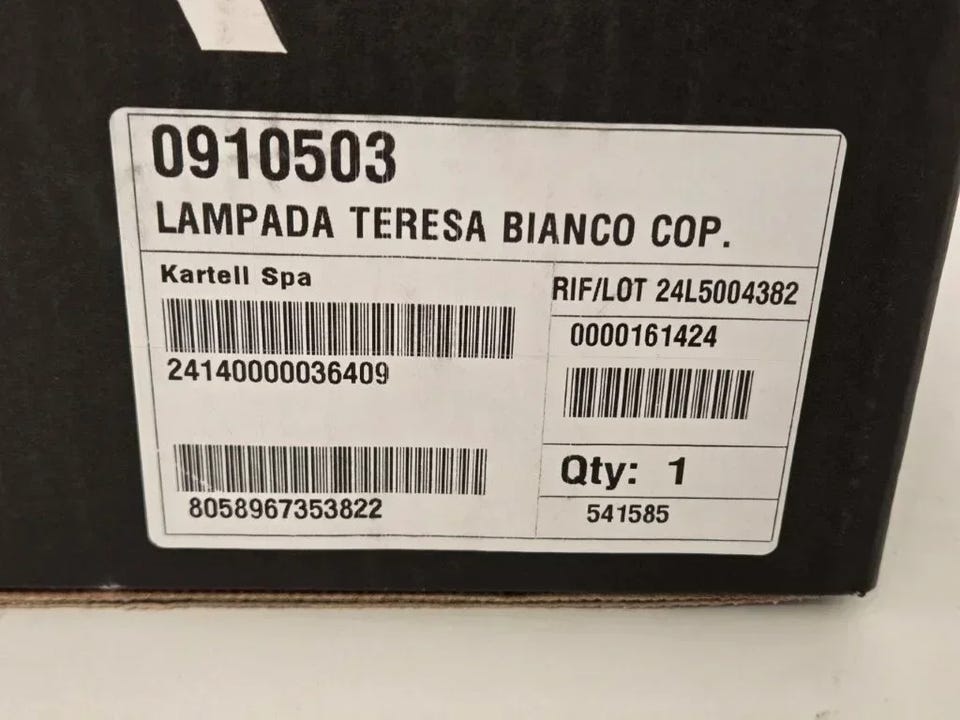 0910503
LAMPADA TERESA BIANCO COP.
Kartell Spa
24140000036409
8058967353822
RIF/LOT 24L5004382
0000161424
Qty: 1
541585